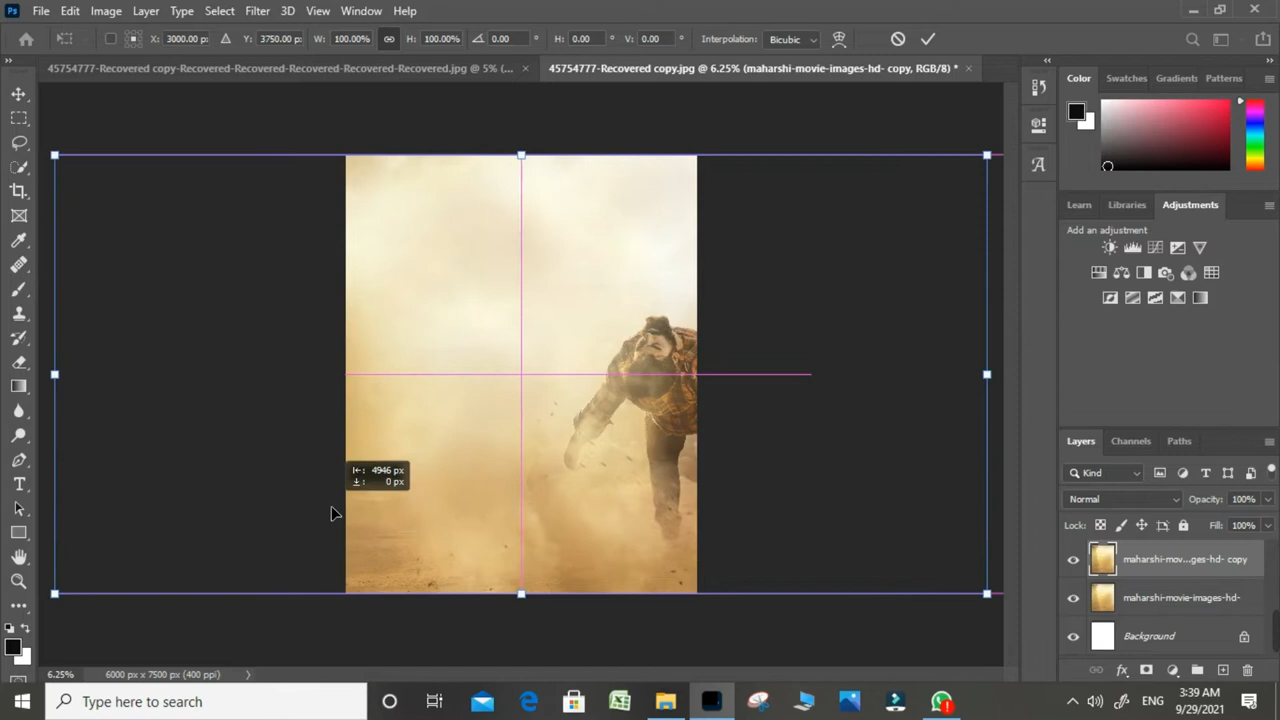 Ps File Edit Image Layer Type Select Filter 3D View Window Help
X: 3000.00 px Y: 3750.00 px W: 100.00% H: 100.00% 0.00 ° H: 0.00 ° V: 0.00 ° Interpolation: Bicubic
45754777-Recovered copy-Recovered-Recovered-Recovered-Recovered-Recovered.jpg @ 5% (... × 45754777-Recovered copy.jpg @ 6.25% (maharshi-movie-images-hd- copy, RGB/8) * ×
Color Swatches Gradients Patterns
Learn Libraries Adjustments
Add an adjustment
4946 px
0 px
Layers Channels Paths
Kind
Normal Opacity: 100%
Lock: Fill: 100%
maharshi-mov...ges-hd- copy
maharshi-movie-images-hd-
Background
6.25% 6000 px x 7500 px (400 ppi)
Type here to search
ENG
3:39 AM
9/29/2021